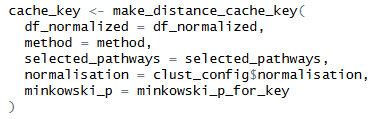 cache_key <- make_distance_cache_key(
  df_normalized = df_normalized,
  method = method,
  selected_pathways = selected_pathways,
  normalisation = clust_config$normalisation,
  minkowski_p = minkowski_p_for_key
)